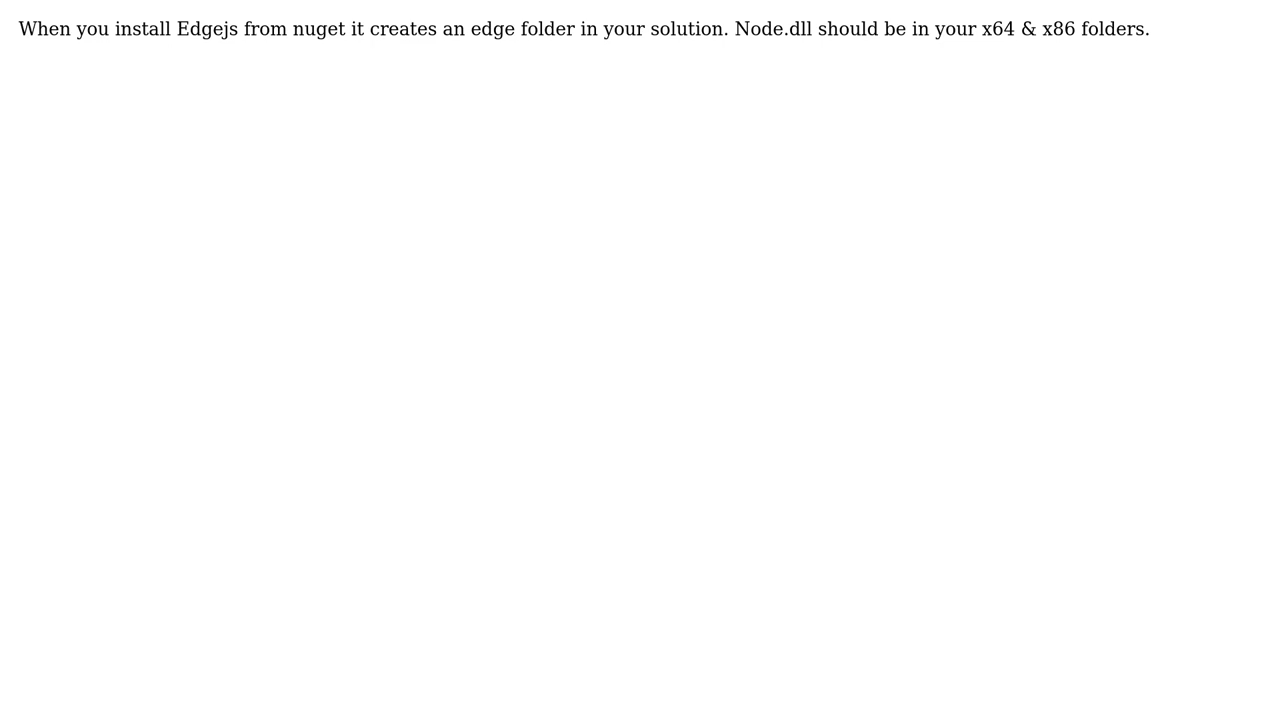 When you install Edgejs from nuget it creates an edge folder in your solution. Node.dll should be in your x64 & x86 folders.